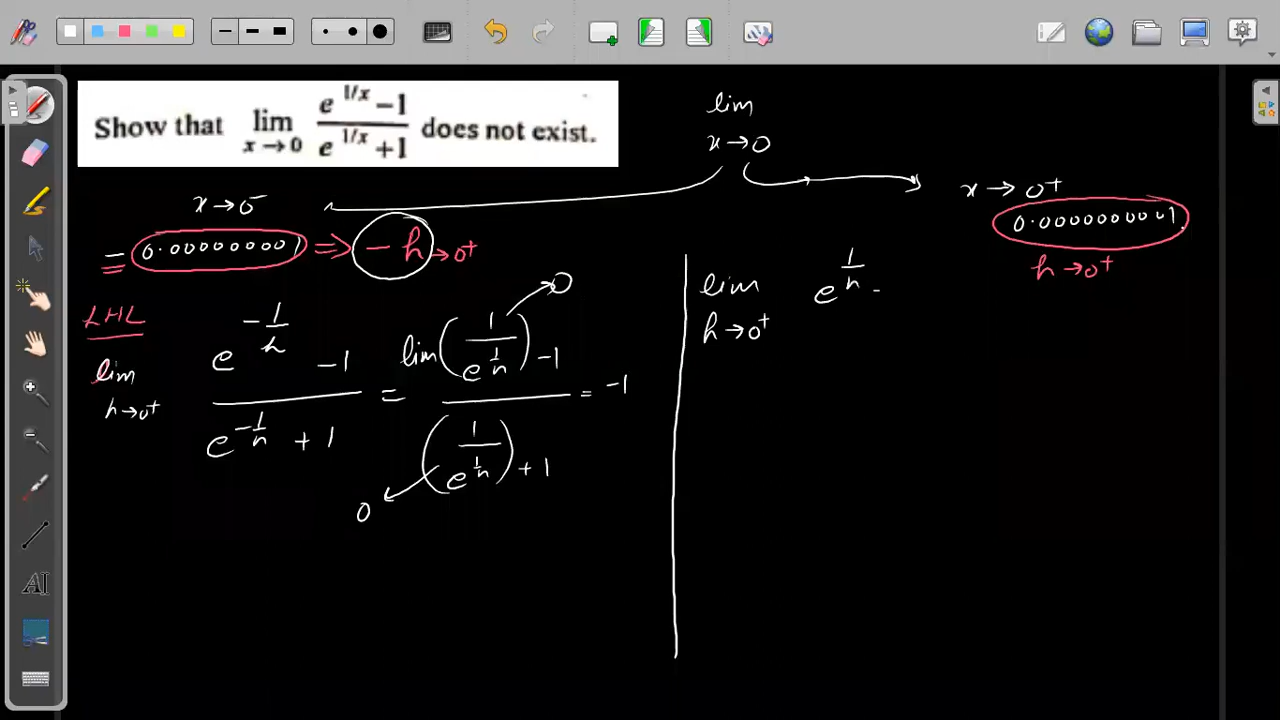 Show that lim x→0 (e^{1/x} −1)/(e^{1/x} +1) does not exist.
lim
x→0
x→0⁻
x→0⁺
−0.000000001 ⇒ −h→0⁺
0.0000000001
h→0⁺
LHL
lim h→0⁺ (e^{-1/h} −1)/(e^{-1/h} + 1) = lim ((1/e^{1/h}) −1)/((1/e^{1/h}) + 1) = −1
0
0
lim h→0⁺ e^{1/h} −